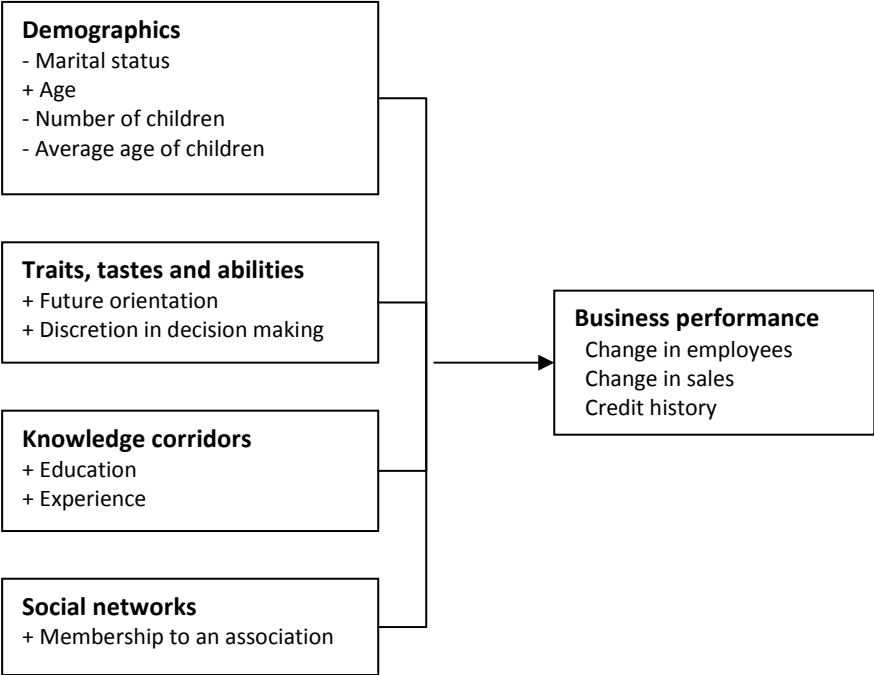 Demographics
- Marital status
+ Age
- Number of children
- Average age of children
Traits, tastes and abilities
+ Future orientation
+ Discretion in decision making
Knowledge corridors
+ Education
+ Experience
Social networks
+ Membership to an association
Business performance
Change in employees
Change in sales
Credit history